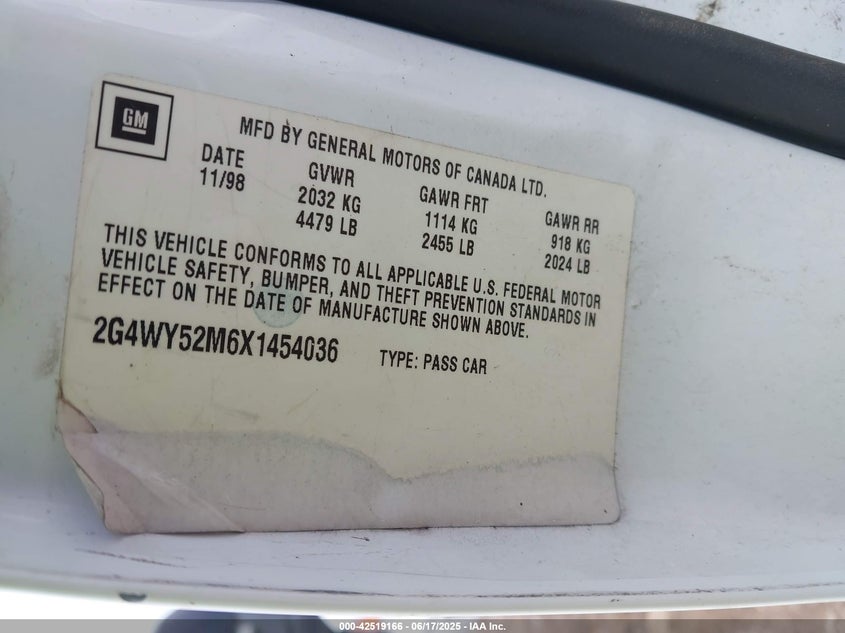 GM
MFD BY GENERAL MOTORS OF CANADA LTD.
DATE GVWR GAWR FRT GAWR RR
11/98 2032 KG 1114 KG 918 KG
4479 LB 2455 LB 2024 LB
THIS VEHICLE CONFORMS TO ALL APPLICABLE U.S. FEDERAL MOTOR
VEHICLE SAFETY, BUMPER, AND THEFT PREVENTION STANDARDS IN
EFFECT ON THE DATE OF MANUFACTURE SHOWN ABOVE.
2G4WY52M6X1454036 TYPE: PASS CAR
000-42519166 - 06/17/2025 - IAA Inc.